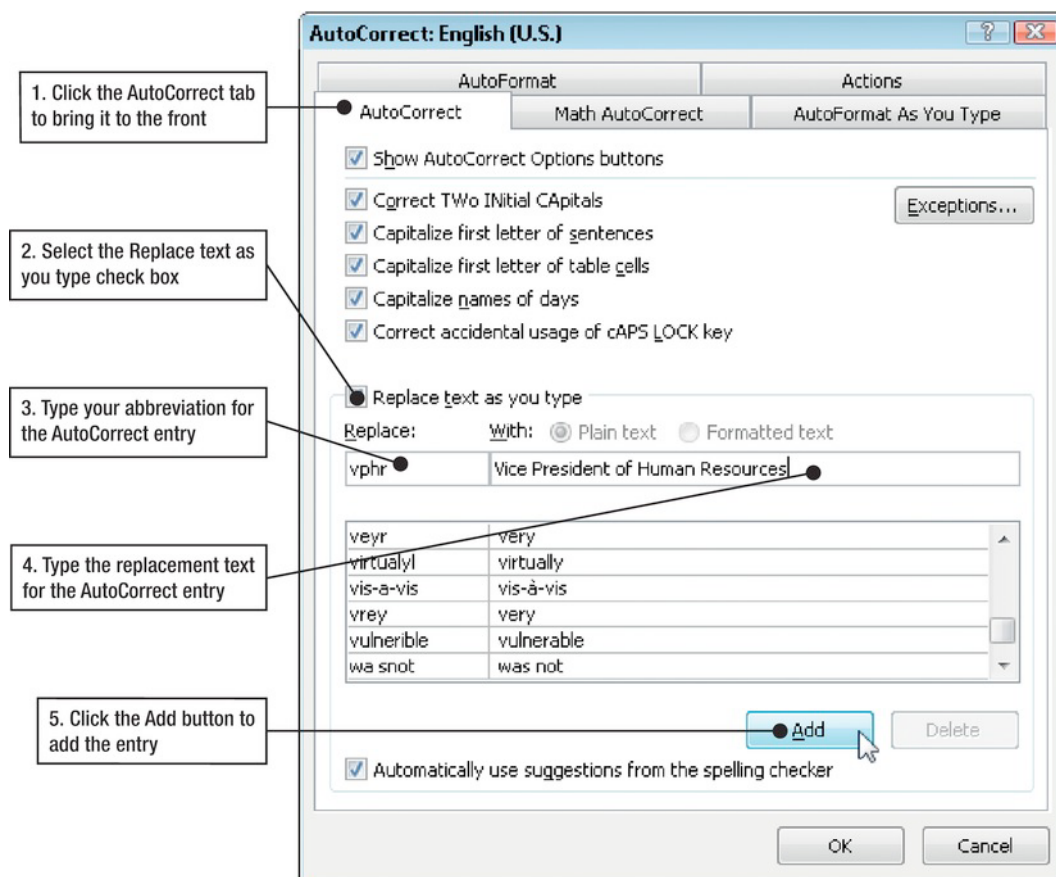 AutoCorrect: English (U.S.)
AutoFormat
Actions
AutoCorrect
Math AutoCorrect
AutoFormat As You Type
1. Click the AutoCorrect tab
to bring it to the front
Show AutoCorrect Options buttons
Correct TWo INitial CApitals
Exceptions...
Capitalize first letter of sentences
2. Select the Replace text as
you type check box
Capitalize first letter of table cells
Capitalize names of days
Correct accidental usage of cAPS LOCK key
Replace text as you type
3. Type your abbreviation for
the AutoCorrect entry
Replace:
With:
Plain text
Formatted text
vphr
Vice President of Human Resources
4. Type the replacement text
for the AutoCorrect entry
veyr
very
virtualyl
virtually
vis-a-vis
vis-à-vis
vrey
very
vulnerible
vulnerable
wa snot
was not
5. Click the Add button to
add the entry
Add
Delete
Automatically use suggestions from the spelling checker
OK
Cancel